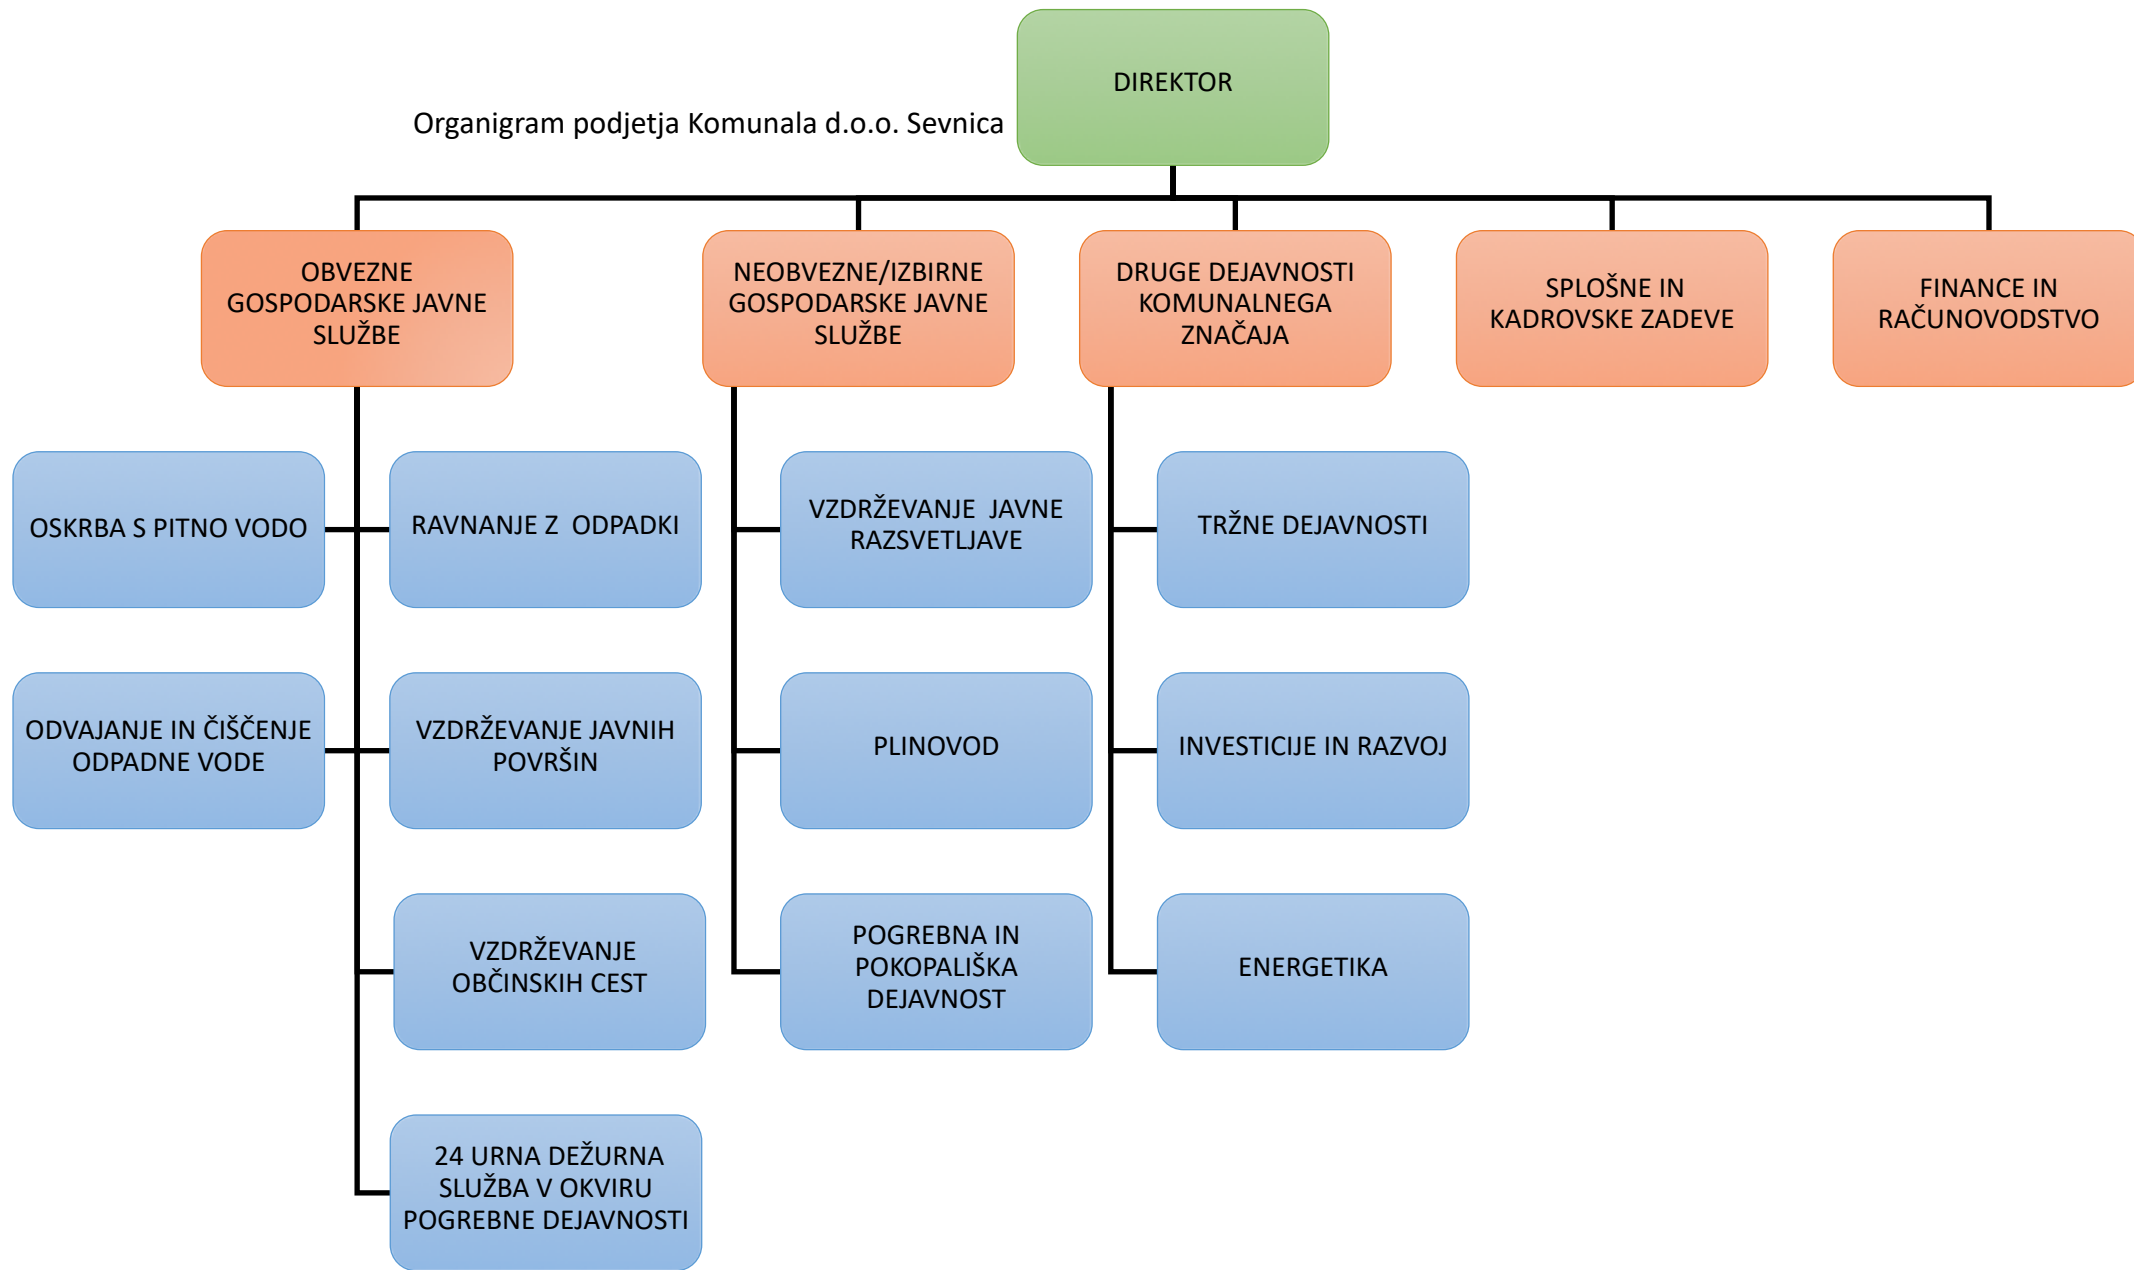 DIREKTOR
Organigram podjetja Komunala d.o.o. Sevnica
OBVEZNE
GOSPODARSKE JAVNE
SLUŽBE
NEOBVEZNE/IZBIRNE
GOSPODARSKE JAVNE
SLUŽBE
DRUGE DEJAVNOSTI
KOMUNALNEGA
ZNAČAJA
SPLOŠNE IN
KADROVSKE ZADEVE
FINANCE IN
RAČUNOVODSTVO
OSKRBA S PITNO VODO
RAVNANJE Z  ODPADKI
VZDRŽEVANJE  JAVNE
RAZSVETLJAVE
TRŽNE DEJAVNOSTI
ODVAJANJE IN ČIŠČENJE
ODPADNE VODE
VZDRŽEVANJE JAVNIH
POVRŠIN
PLINOVOD
INVESTICIJE IN RAZVOJ
VZDRŽEVANJE
OBČINSKIH CEST
POGREBNA IN
POKOPALIŠKA
DEJAVNOST
ENERGETIKA
24 URNA DEŽURNA
SLUŽBA V OKVIRU
POGREBNE DEJAVNOSTI